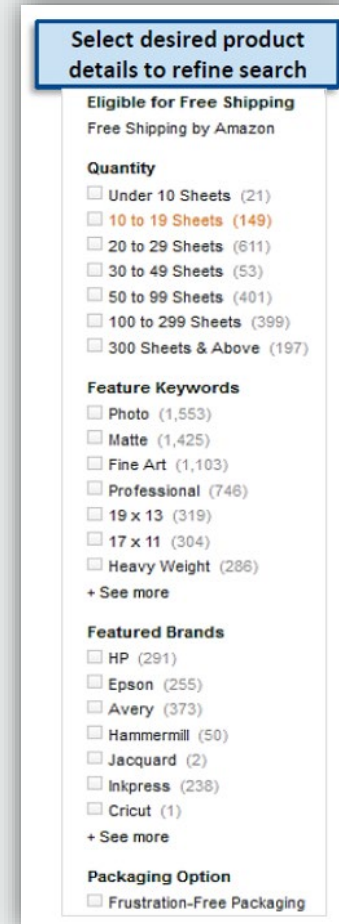 Select desired product
details to refine search
Eligible for Free Shipping
Free Shipping by Amazon
Quantity
Under 10 Sheets (21)
10 to 19 Sheets (149)
20 to 29 Sheets (611)
30 to 49 Sheets (53)
50 to 99 Sheets (401)
100 to 299 Sheets (399)
300 Sheets & Above (197)
Feature Keywords
Photo (1,553)
Matte (1,425)
Fine Art (1,103)
Professional (746)
19 x 13 (319)
17 x 11 (304)
Heavy Weight (286)
+ See more
Featured Brands
HP (291)
Epson (255)
Avery (373)
Hammermill (50)
Jacquard (2)
Inkpress (238)
Cricut (1)
+ See more
Packaging Option
Frustration-Free Packaging